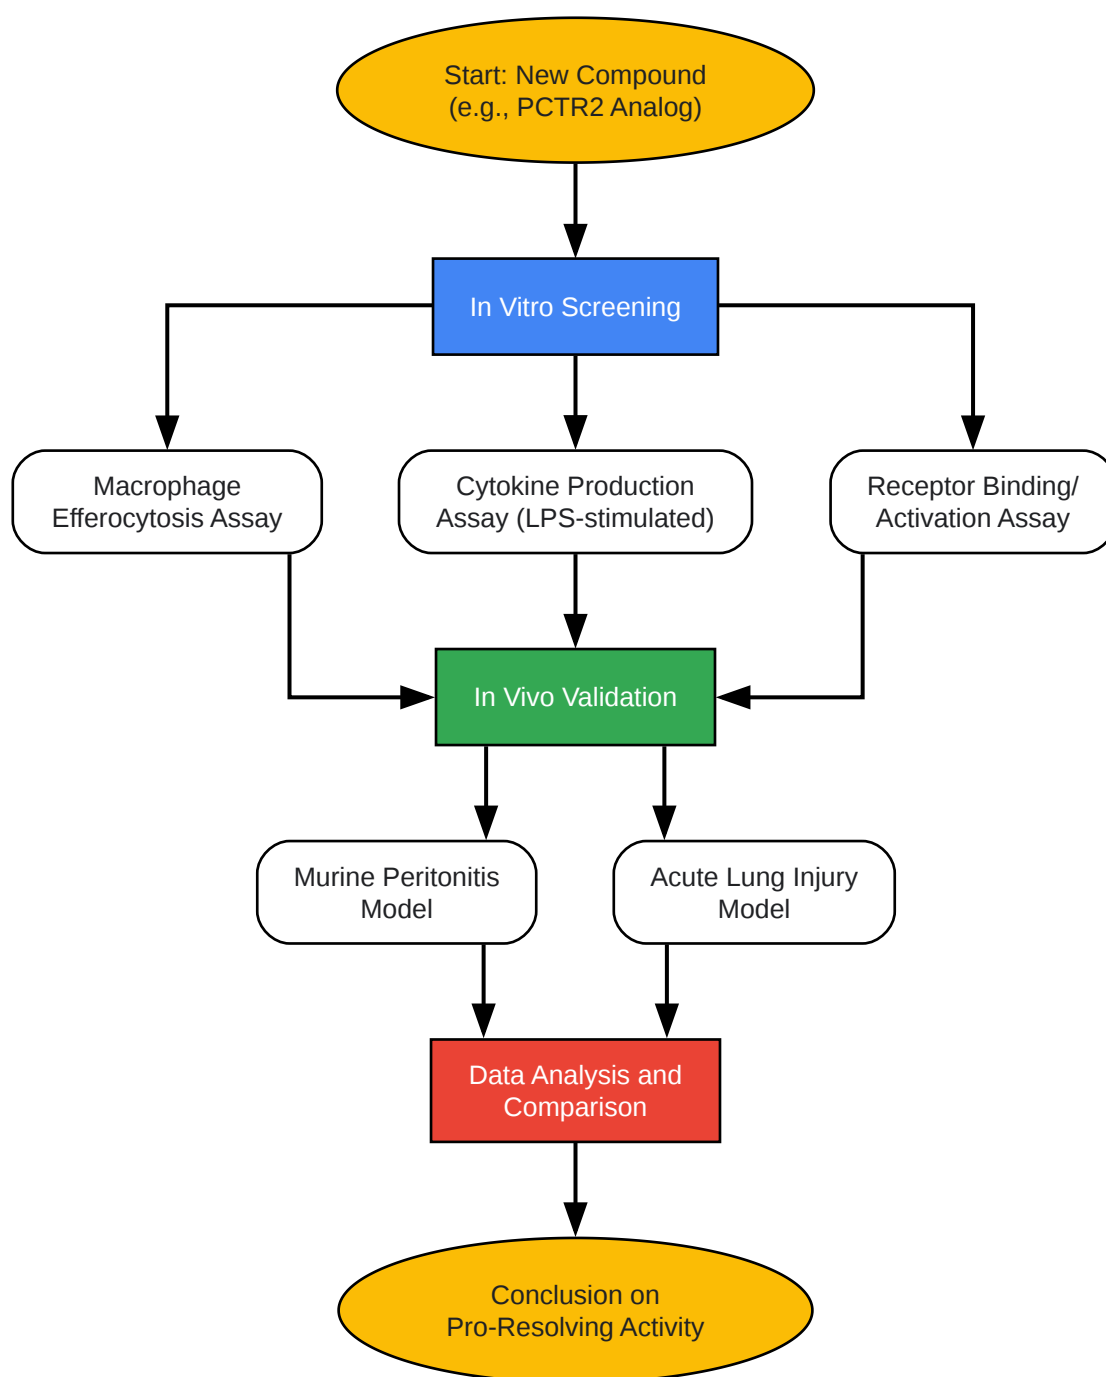 Start: New Compound
(e.g., PCTR2 Analog)
In Vitro Screening
Macrophage
Efferocytosis Assay
Cytokine Production
Assay (LPS-stimulated)
Receptor Binding/
Activation Assay
In Vivo Validation
Murine Peritonitis
Model
Acute Lung Injury
Model
Data Analysis and
Comparison
Conclusion on
Pro-Resolving Activity